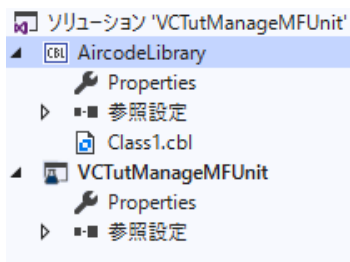 ソリューション 'VCTutManageMFUnit'
CBL AircodeLibrary
Properties
参照設定
Class1.cbl
VCTutManageMFUnit
Properties
参照設定